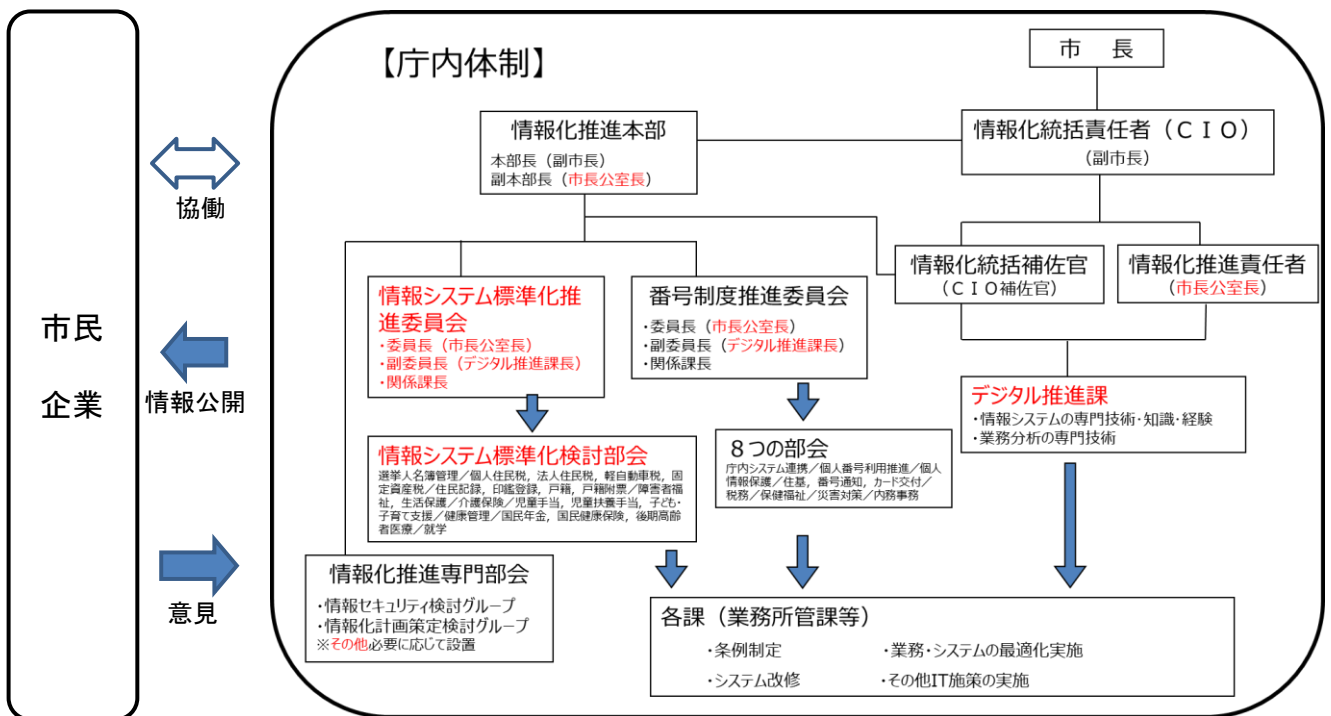 【庁内体制】
市　長
情報化推進本部
本部長（副市長）
副本部長（市長公室長）
情報化統括責任者（ＣＩＯ）
（副市長）
協働
情報化統括補佐官
（ＣＩＯ補佐官）
情報化推進責任者
（市長公室長）
情報システム標準化推
進委員会
・委員長（市長公室長）
・副委員長（デジタル推進課長）
・関係課長
番号制度推進委員会
・委員長（市長公室長）
・副委員長（デジタル推進課長）
・関係課長
市民
企業
情報公開
デジタル推進課
・情報システムの専門技術・知識・経験
・業務分析の専門技術
情報システム標準化検討部会
選挙人名簿管理／個人住民税，法人住民税，軽自動車税，固
定資産税／住民記録，印鑑登録，戸籍，戸籍附票／障害者福
祉，生活保護／介護保険／児童手当，児童扶養手当，子ども・
子育て支援／健康管理／国民年金，国民健康保険，後期高齢
者医療／就学
８つの部会
庁内システム連携／個人番号利用推進／個人
情報保護／住基，番号通知，カード交付／
税務／保健福祉／災害対策／内務事務
意見
情報化推進専門部会
・情報セキュリティ検討グループ
・情報化計画策定検討グループ
※その他必要に応じて設置
各課（業務所管課等）
・条例制定
・業務・システムの最適化実施
・システム改修
・その他IT施策の実施